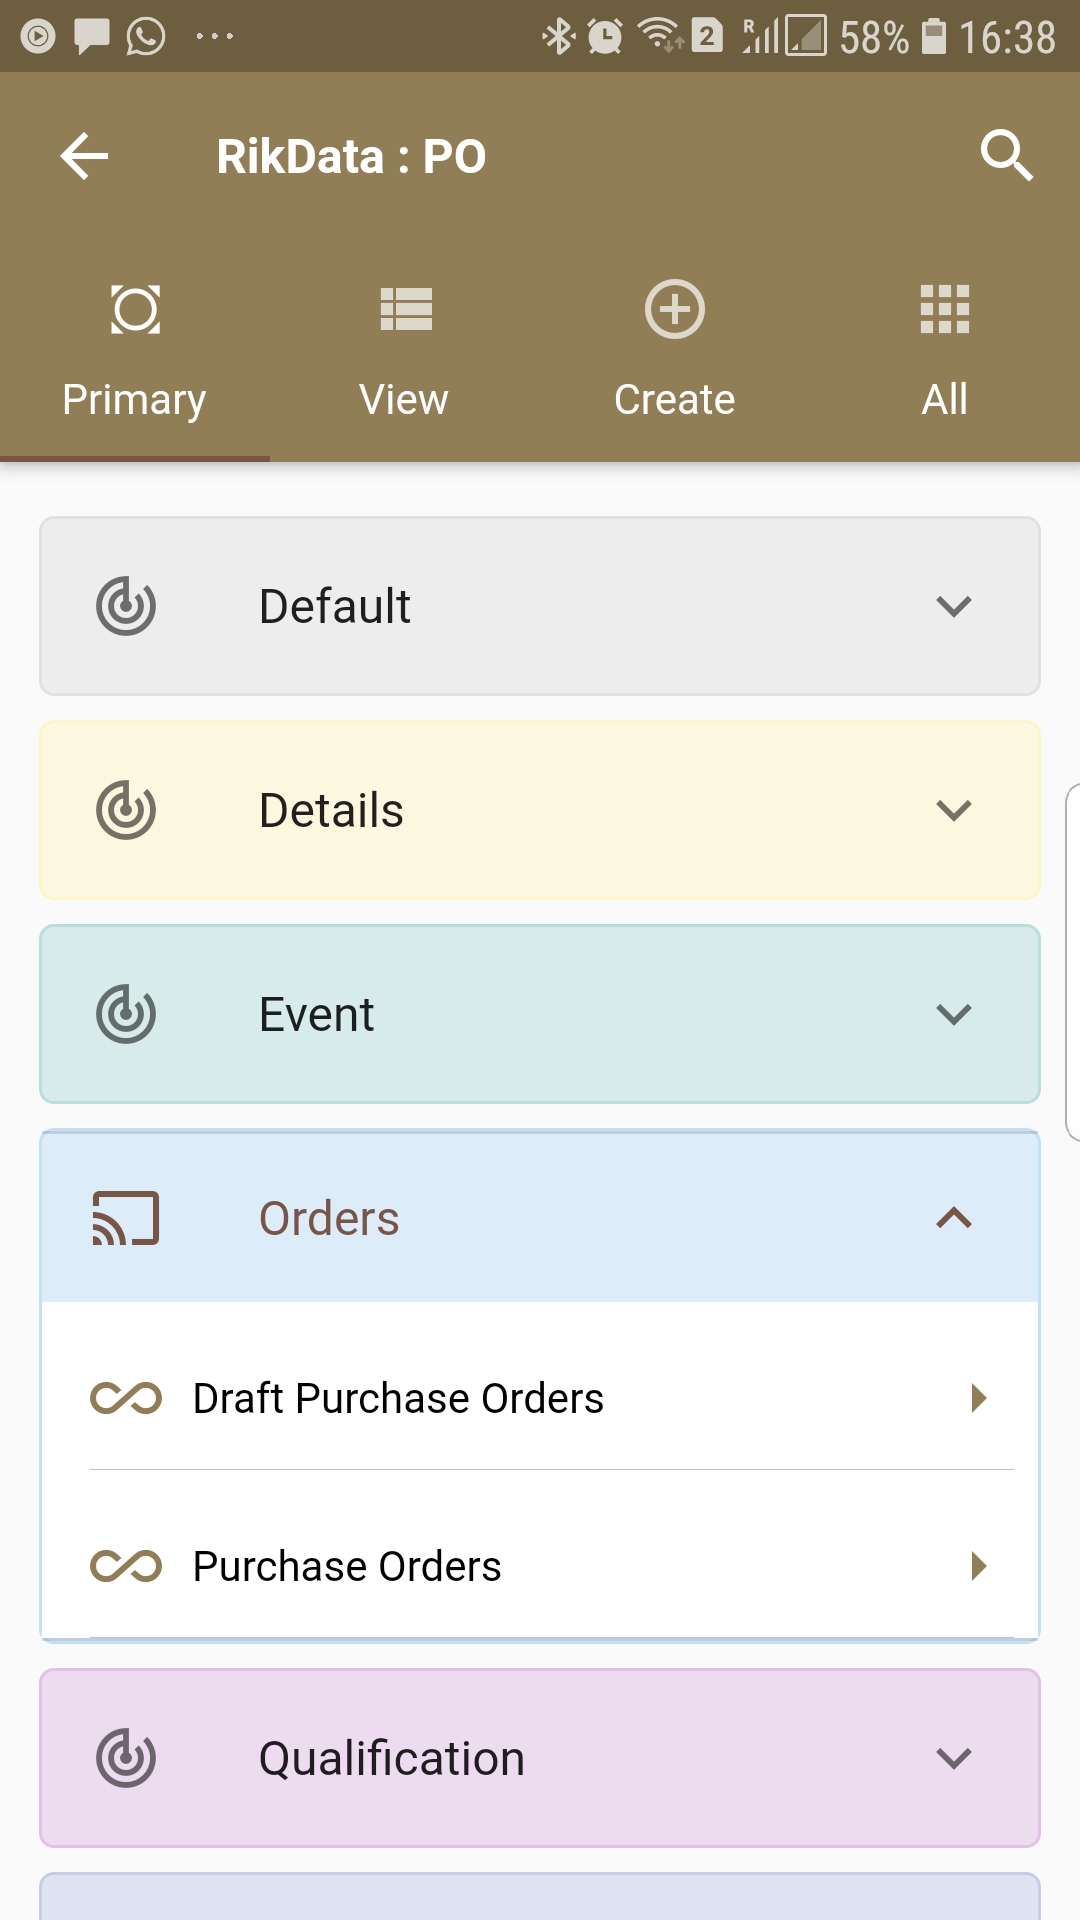 2 R 58% 16:38
RikData : PO
Primary View Create All
Default
Details
Event
Orders
Draft Purchase Orders
Purchase Orders
Qualification